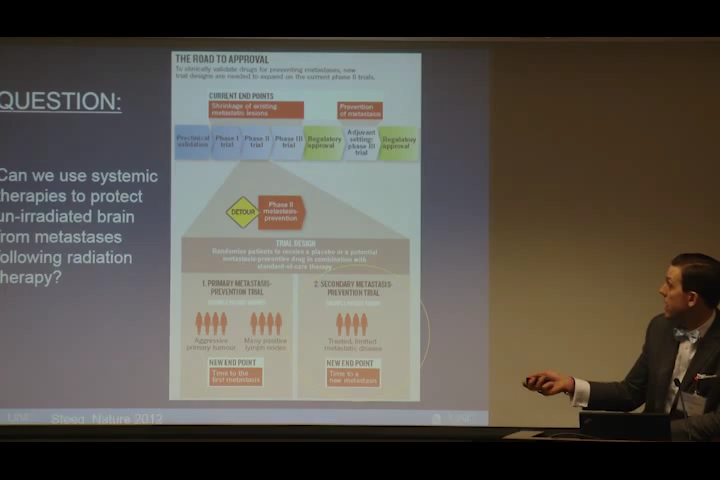 QUESTION:
Can we use systemic
therapies to protect
un-irradiated brain
from metastases
following radiation
therapy?
THE ROAD TO APPROVAL
To clinically validate drugs for preventing metastases, new
trial designs are needed to expand on the current phase II trials.
CURRENT END POINTS
Shrinkage of existing
metastatic lesions
Prevention
of metastasis
Preclinical
validation
Phase I
trial
Phase II
trial
Phase III
trial
Regulatory
approval
Adjuvant
setting:
phase III
trial
Regulatory
approval
DETOUR
Phase II
metastasis-
prevention
TRIAL DESIGN
Randomize patients to receive a placebo or a potential
metastasis-preventive drug in combination with
standard-of-care therapy.
1. PRIMARY METASTASIS-
PREVENTION TRIAL
Aggressive
primary tumour
Many positive
lymph nodes
NEW END POINT
Time to the
first metastasis
2. SECONDARY METASTASIS-
PREVENTION TRIAL
Treated, limited
metastatic disease
NEW END POINT
Time to a
new metastasis
Steeg, Nature 2012